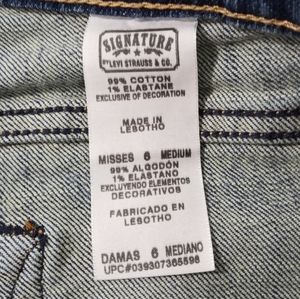 SIGNATURE
BY LEVI STRAUSS & CO.
99% COTTON
1% ELASTANE
EXCLUSIVE OF DECORATION
MADE IN
LESOTHO
MISSES 6 MEDIUM
99% ALGODÓN
1% ELASTANO
EXCLUYENDO ELEMENTOS
DECORATIVOS
FABRICADO EN
LESOTHO
DAMAS 6 MEDIANO
UPC#039307365598